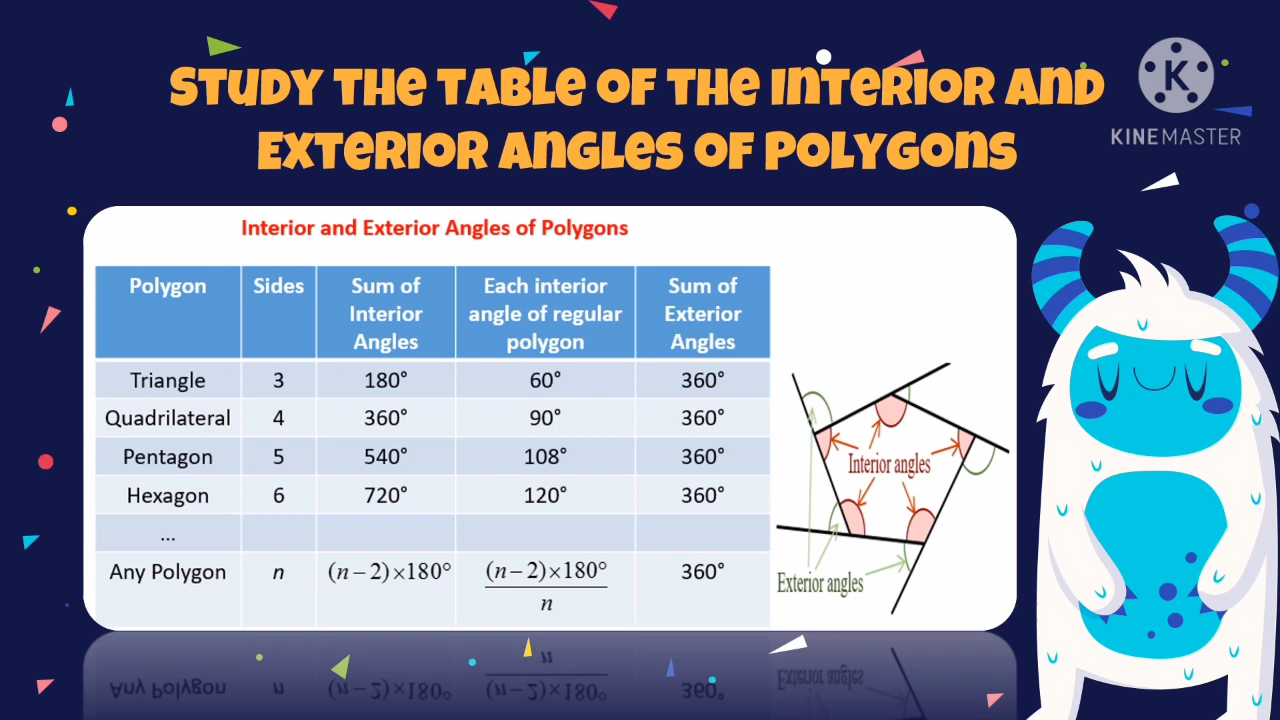 STUDY THE TABLE OF THE INTERIOR AND
EXTERIOR ANGLES OF POLYGONS
K
KINEMASTER
Interior and Exterior Angles of Polygons
Polygon Sides Sum of Interior Angles Each interior angle of regular polygon Sum of Exterior Angles
Triangle 3 180° 60° 360°
Quadrilateral 4 360° 90° 360°
Pentagon 5 540° 108° 360°
Hexagon 6 720° 120° 360°
...
Any Polygon n (n−2)×180° (n−2)×180°/n 360°
Interior angles
Exterior angles